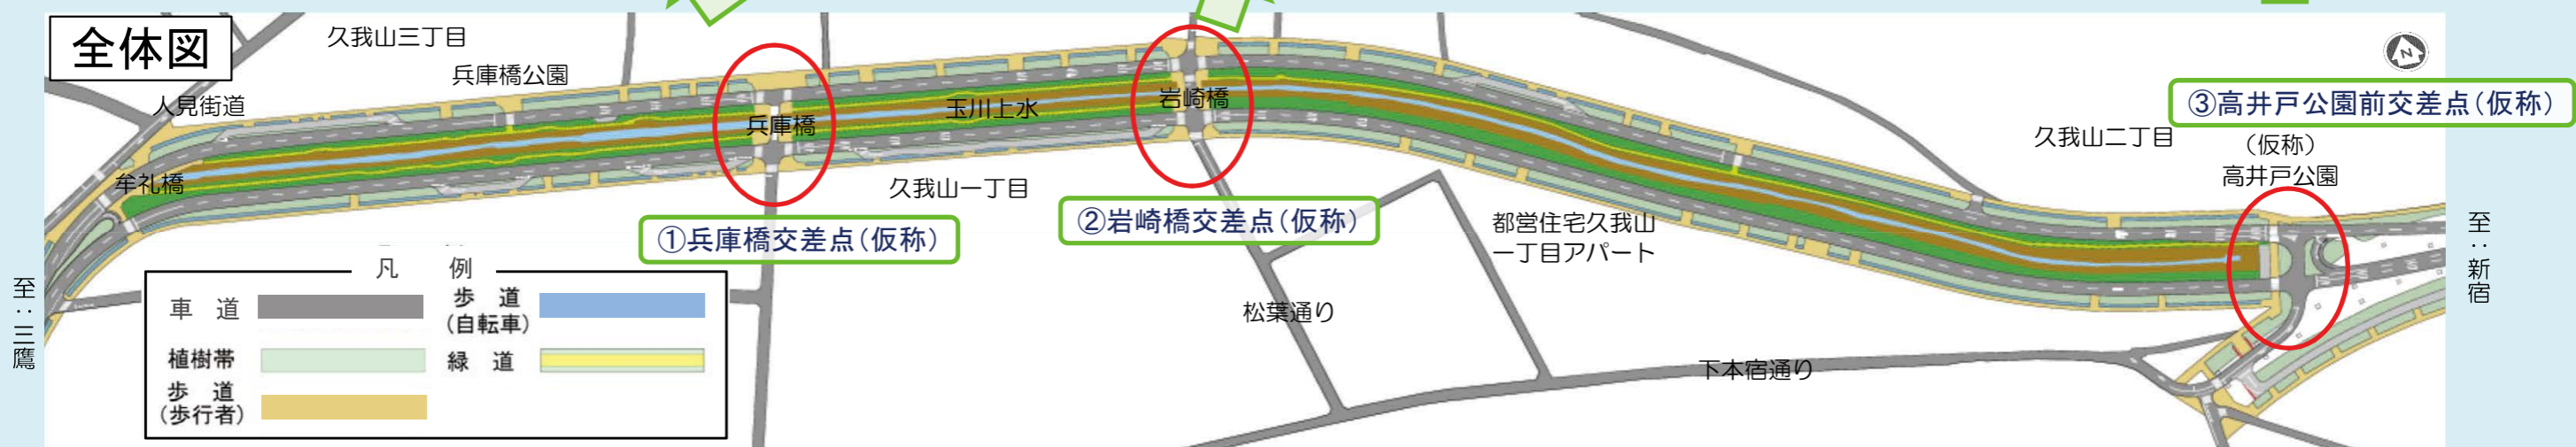 全体図
久我山三丁目
兵庫橋公園
人見街道
牟礼橋
兵庫橋
玉川上水
岩崎橋
久我山一丁目
①兵庫橋交差点(仮称)
②岩崎橋交差点(仮称)
③高井戸公園前交差点(仮称)
久我山二丁目
(仮称)
高井戸公園
都営住宅久我山
一丁目アパート
松葉通り
下本宿通り
至:三鷹
至:新宿
N
凡 例
車 道
歩 道
(自転車)
植樹帯
緑 道
歩 道
(歩行者)